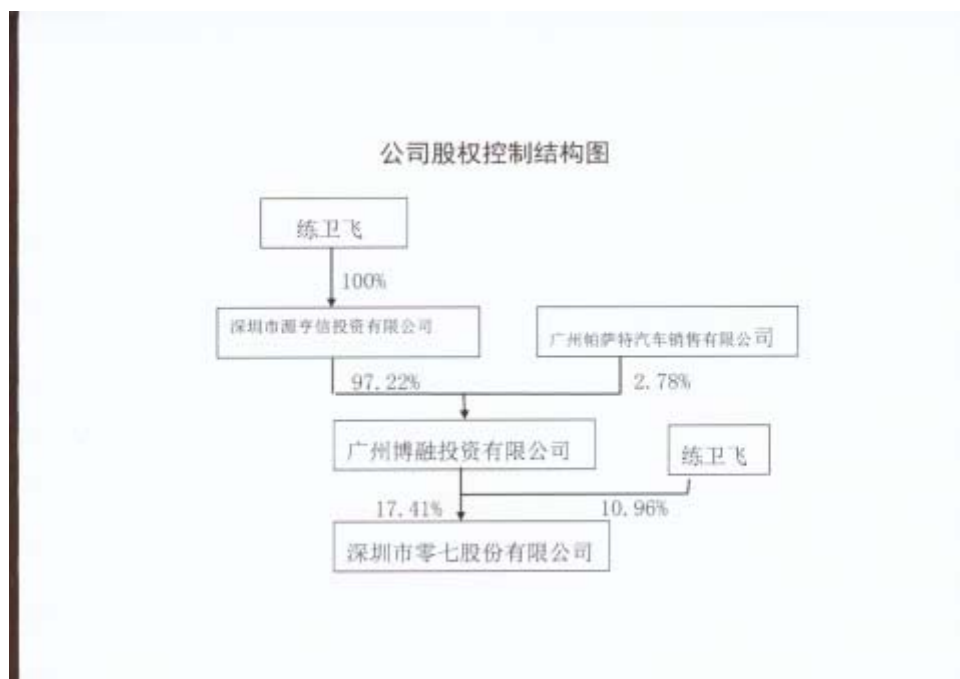 公司股权控制结构图
练卫飞
100%
深圳市源亨信投资有限公司
广州帕萨特汽车销售有限公司
97.22%
2.78%
广州博融投资有限公司
练卫飞
17.41%
10.96%
深圳市零七股份有限公司